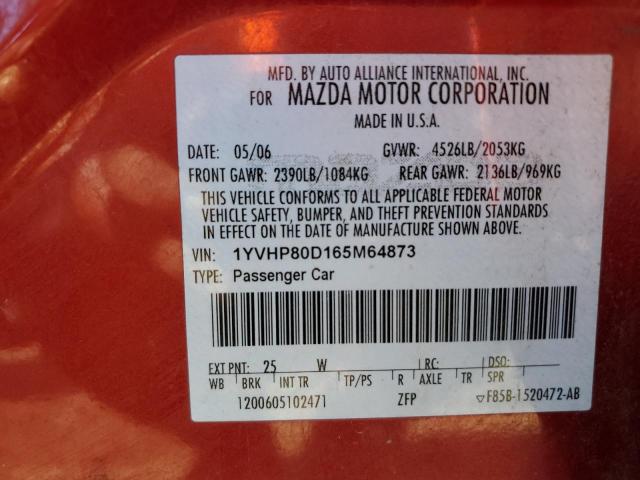 MFD. BY AUTO ALLIANCE INTERNATIONAL, INC.
FOR MAZDA MOTOR CORPORATION
MADE IN U.S.A.
DATE: 05/06 GVWR: 4526LB/2053KG
FRONT GAWR: 2390LB/1084KG REAR GAWR: 2136LB/969KG
THIS VEHICLE CONFORMS TO ALL APPLICABLE FEDERAL MOTOR
VEHICLE SAFETY, BUMPER, AND THEFT PREVENTION STANDARDS
IN EFFECT ON THE DATE OF MANUFACTURE SHOWN ABOVE.
VIN: 1YVHP80D165M64873
TYPE: Passenger Car
EXT PNT: 25 W RC: DSO:
WB BRK INT TR TP/PS R AXLE TR SPR
1200605102471 ZFP ▽F85B-1520472-AB